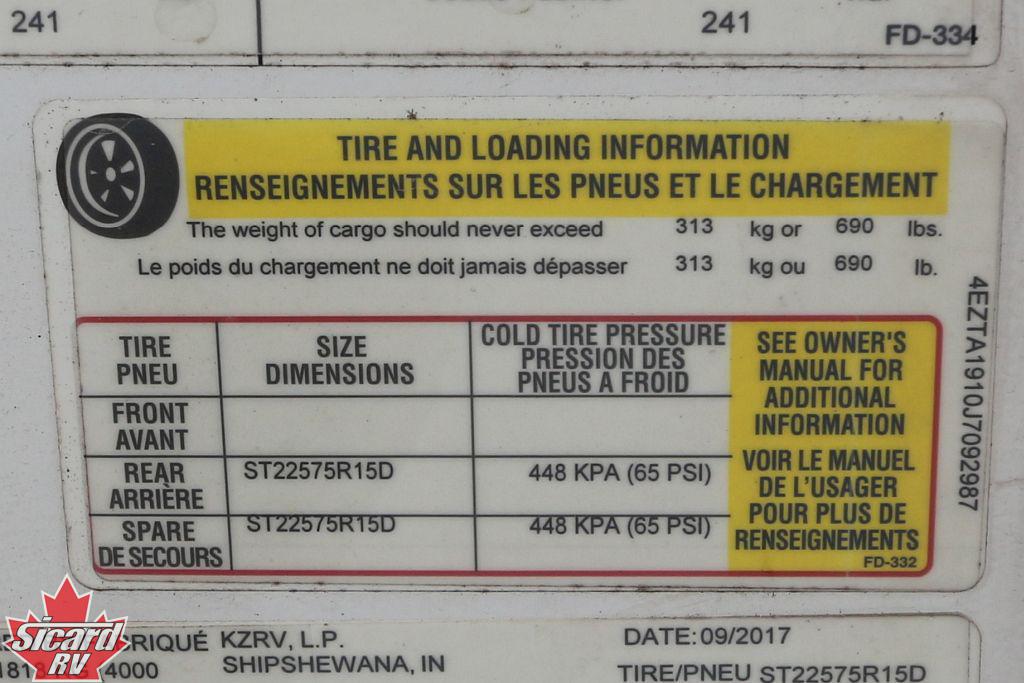 241 241 FD-334
TIRE AND LOADING INFORMATION
RENSEIGNEMENTS SUR LES PNEUS ET LE CHARGEMENT
The weight of cargo should never exceed 313 kg or 690 lbs.
Le poids du chargement ne doit jamais dépasser 313 kg ou 690 lb.
4EZTA1910J7092987
TIRE
PNEU
SIZE
DIMENSIONS
COLD TIRE PRESSURE
PRESSION DES
PNEUS A FROID
FRONT
AVANT
REAR
ARRIÈRE
ST22575R15D
448 KPA (65 PSI)
SPARE
DE SECOURS
ST22575R15D
448 KPA (65 PSI)
SEE OWNER'S
MANUAL FOR
ADDITIONAL
INFORMATION
VOIR LE MANUEL
DE L'USAGER
POUR PLUS DE
RENSEIGNEMENTS
FD-332
Sicard
RV
KZRV, L.P. DATE: 09/2017
4000 SHIPSHEWANA, IN TIRE/PNEU ST22575R15D